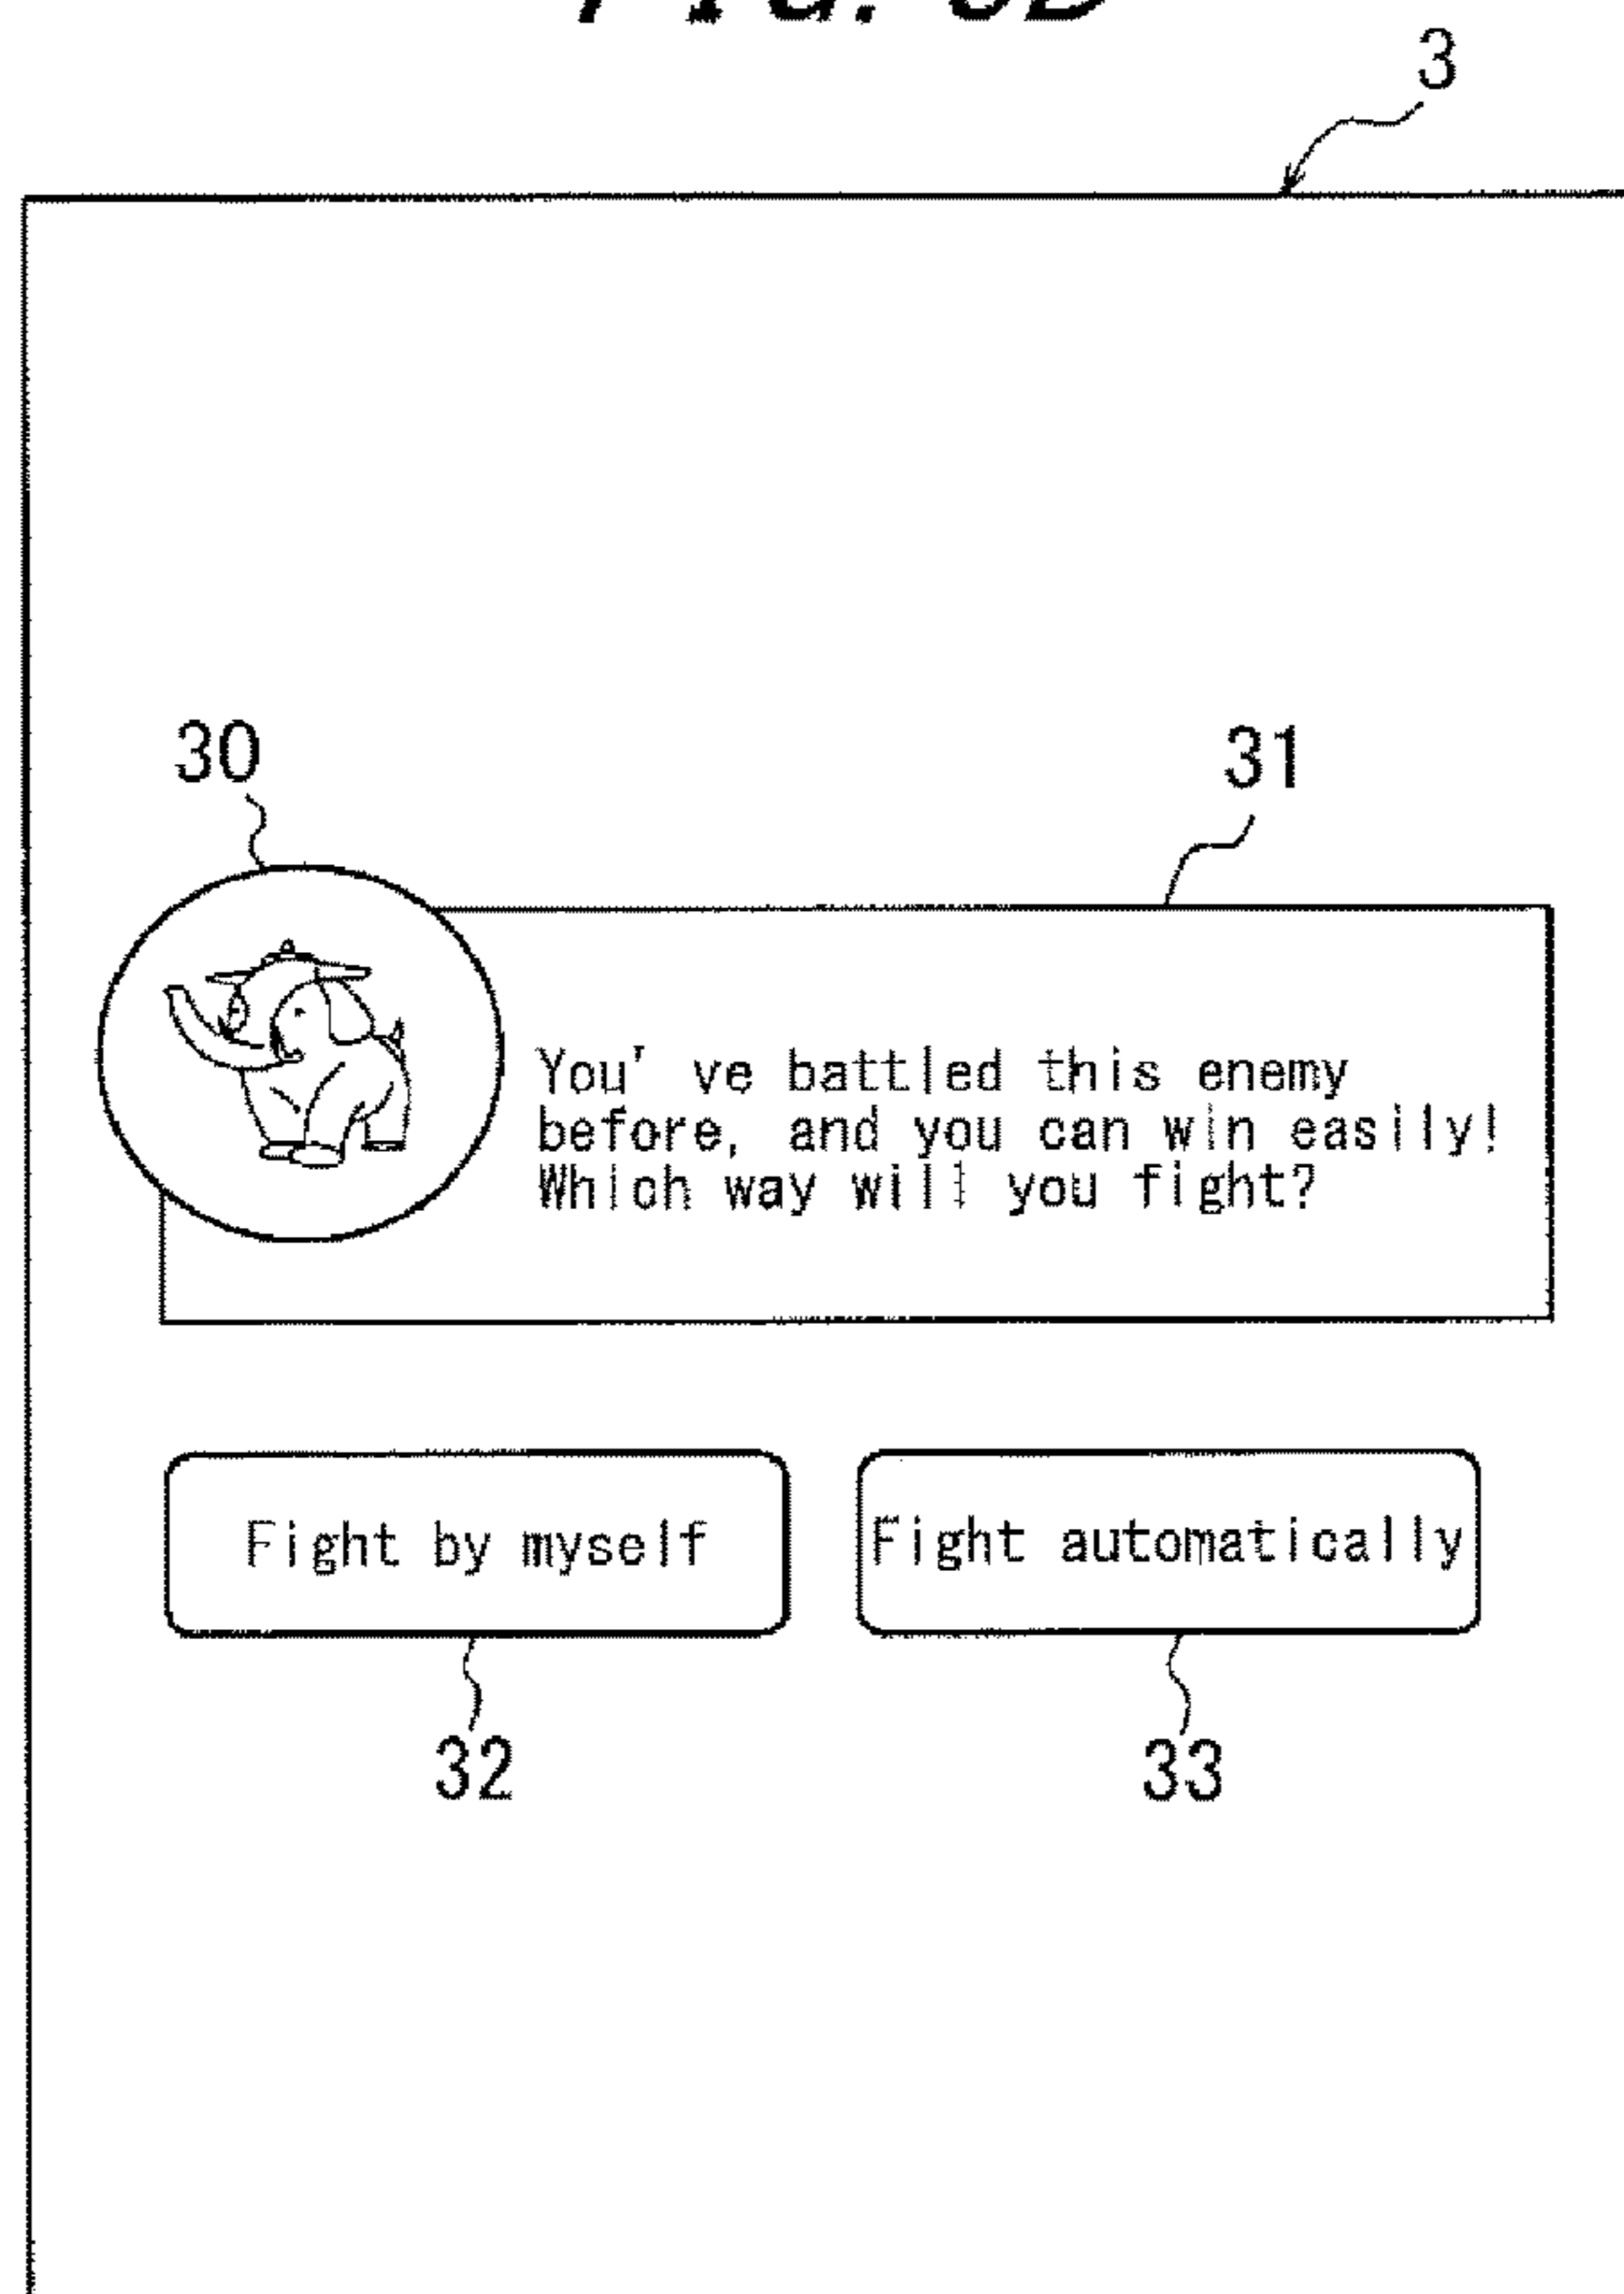 3
30
31
You've battled this enemy
before, and you can win easily!
Which way will you fight?
Fight by myself
Fight automatically
32
33